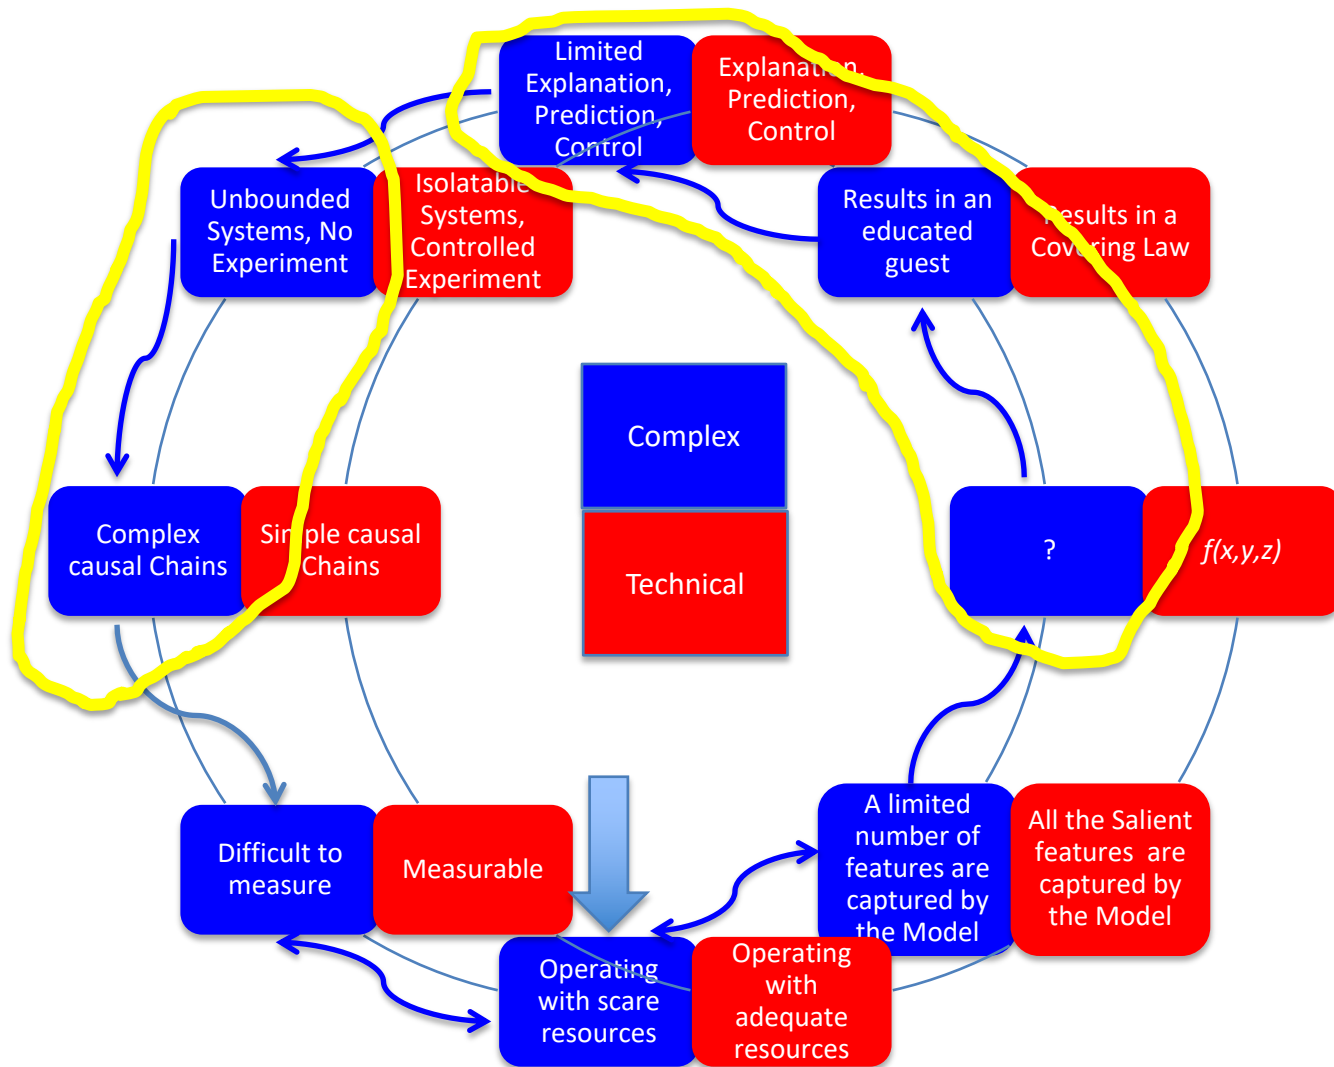 Limited
Explanation,
Prediction,
Control
Explanation,
Prediction,
Control
Unbounded
Systems, No
Experiment
Isolatable
Systems,
Controlled
Experiment
Results in an
educated
guest
Results in a
Covering Law
Complex
Technical
Complex
causal Chains
Simple causal
Chains
?
f(x,y,z)
Difficult to
measure
Measurable
A limited
number of
features are
captured by
the Model
All the Salient
features are
captured by
the Model
Operating
with scare
resources
Operating
with
adequate
resources